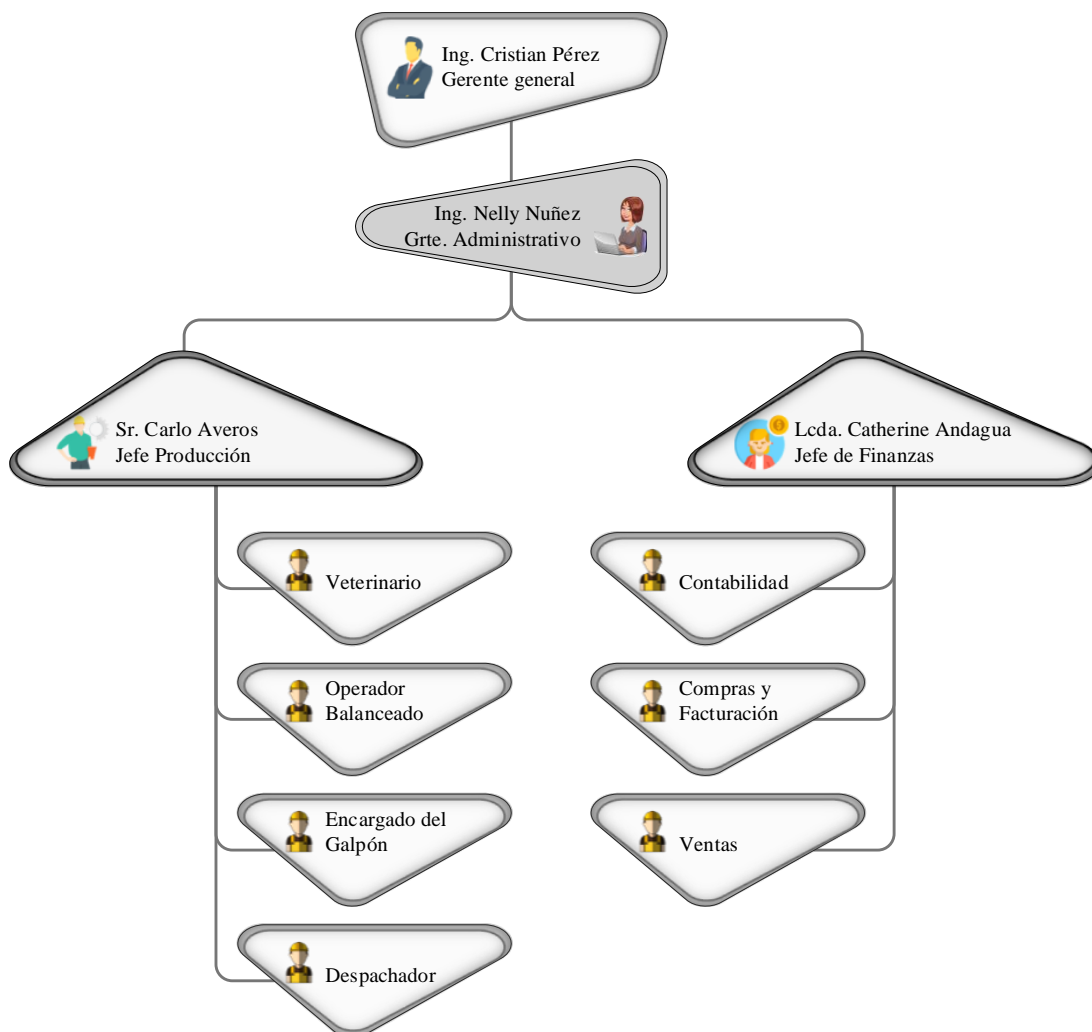 Ing. Cristian Pérez
Gerente general
Ing. Nelly Nuñez
Grte. Administrativo
Sr. Carlo Averos
Jefe Producción
Lcda. Catherine Andagua
Jefe de Finanzas
Veterinario
Operador
Balanceado
Encargado del
Galpón
Despachador
Contabilidad
Compras y
Facturación
Ventas